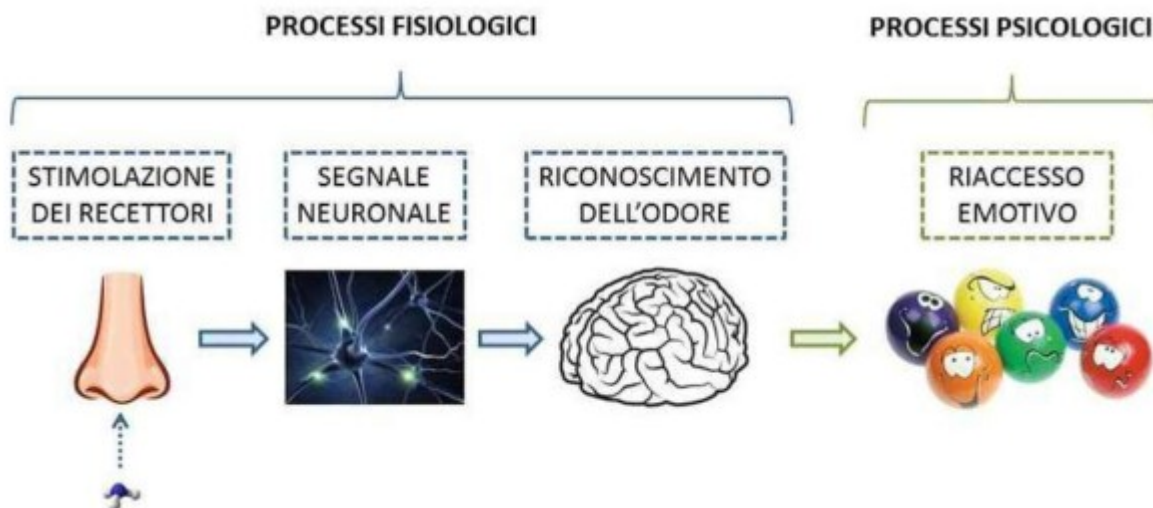 PROCESSI FISIOLOGICI
PROCESSI PSICOLOGICI
STIMOLAZIONE
DEI RECETTORI
SEGNALE
NEURONALE
RICONOSCIMENTO
DELL'ODORE
RIACCESSO
EMOTIVO